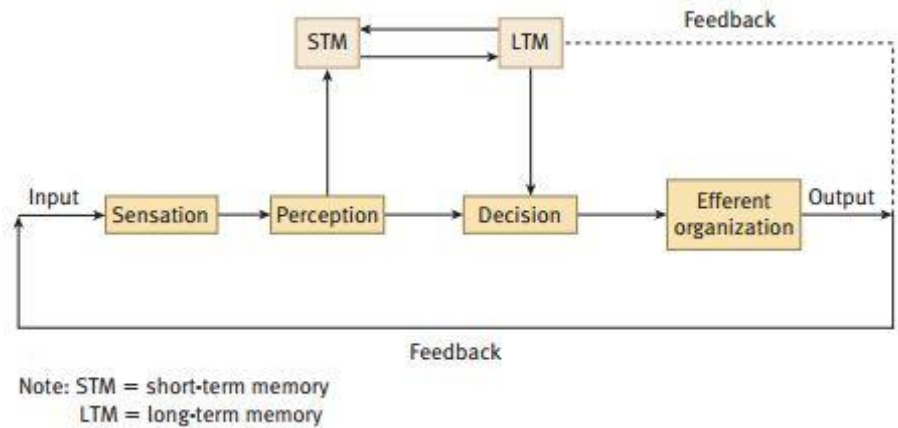 Feedback
STM
LTM
Input
Sensation
Perception
Decision
Efferent
organization
Output
Feedback
Note: STM = short-term memory
LTM = long-term memory